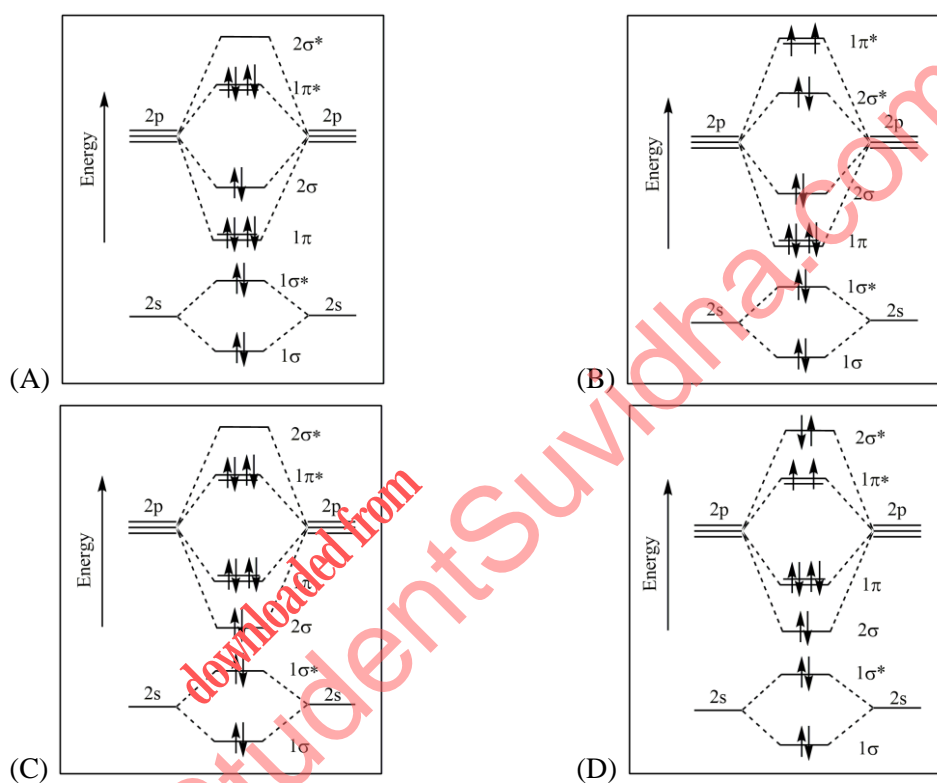 2σ*
1π*
2p 2p
2σ
1π
1σ*
2s 2s
1σ
Energy
(A)
1π*
2σ*
2p 2p
2σ
1π
1σ*
2s 2s
1σ
Energy
(B)
2σ*
1π*
2p 2p
1π
2σ
1σ*
2s 2s
1σ
Energy
(C)
2σ*
1π*
2p 2p
1π
2σ
1σ*
2s 2s
1σ
Energy
(D)
downloaded from
StudentSuvidha.com